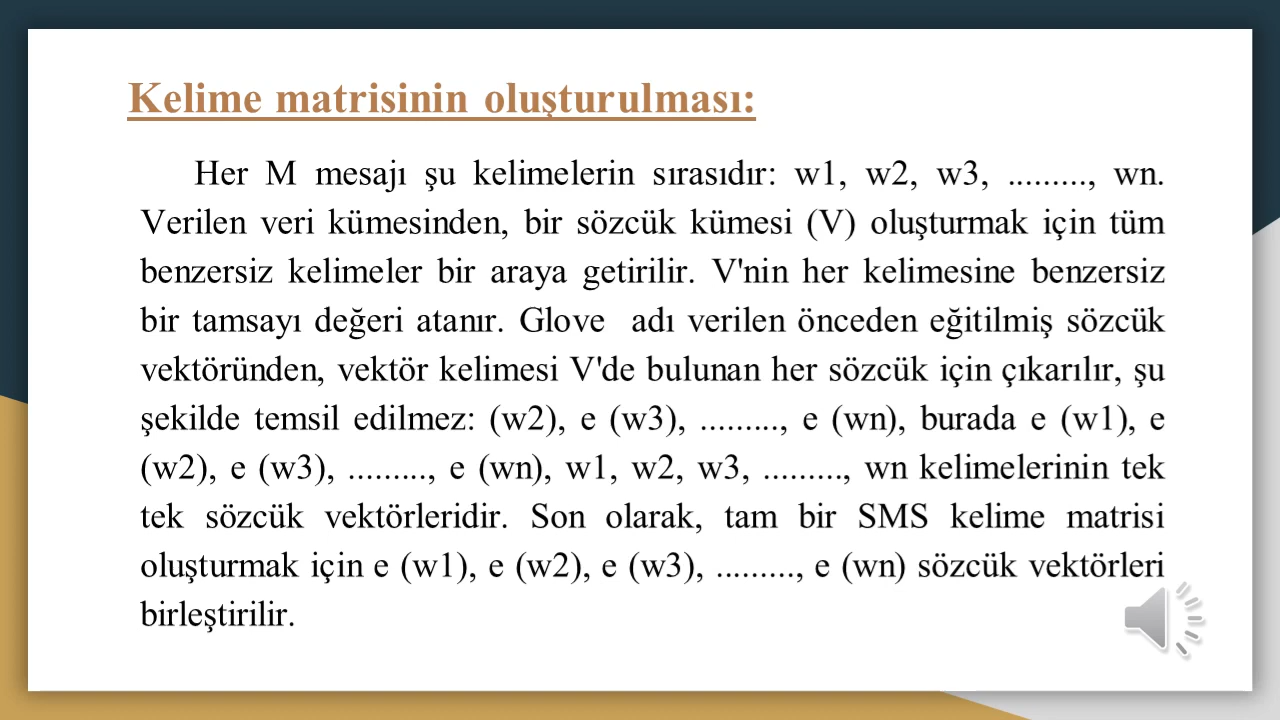 Kelime matrisinin oluşturulması:
Her M mesajı şu kelimelerin sırasıdır: w1, w2, w3, ........., wn.
Verilen veri kümesinden, bir sözcük kümesi (V) oluşturmak için tüm
benzersiz kelimeler bir araya getirilir. V'nin her kelimesine benzersiz
bir tamsayı değeri atanır. Glove  adı verilen önceden eğitilmiş sözcük
vektöründen, vektör kelimesi V'de bulunan her sözcük için çıkarılır, şu
şekilde temsil edilmez: (w2), e (w3), ........., e (wn), burada e (w1), e
(w2), e (w3), ........., e (wn), w1, w2, w3, ........., wn kelimelerinin tek
tek sözcük vektörleridir. Son olarak, tam bir SMS kelime matrisi
oluşturmak için e (w1), e (w2), e (w3), ........., e (wn) sözcük vektörleri
birleştirilir.